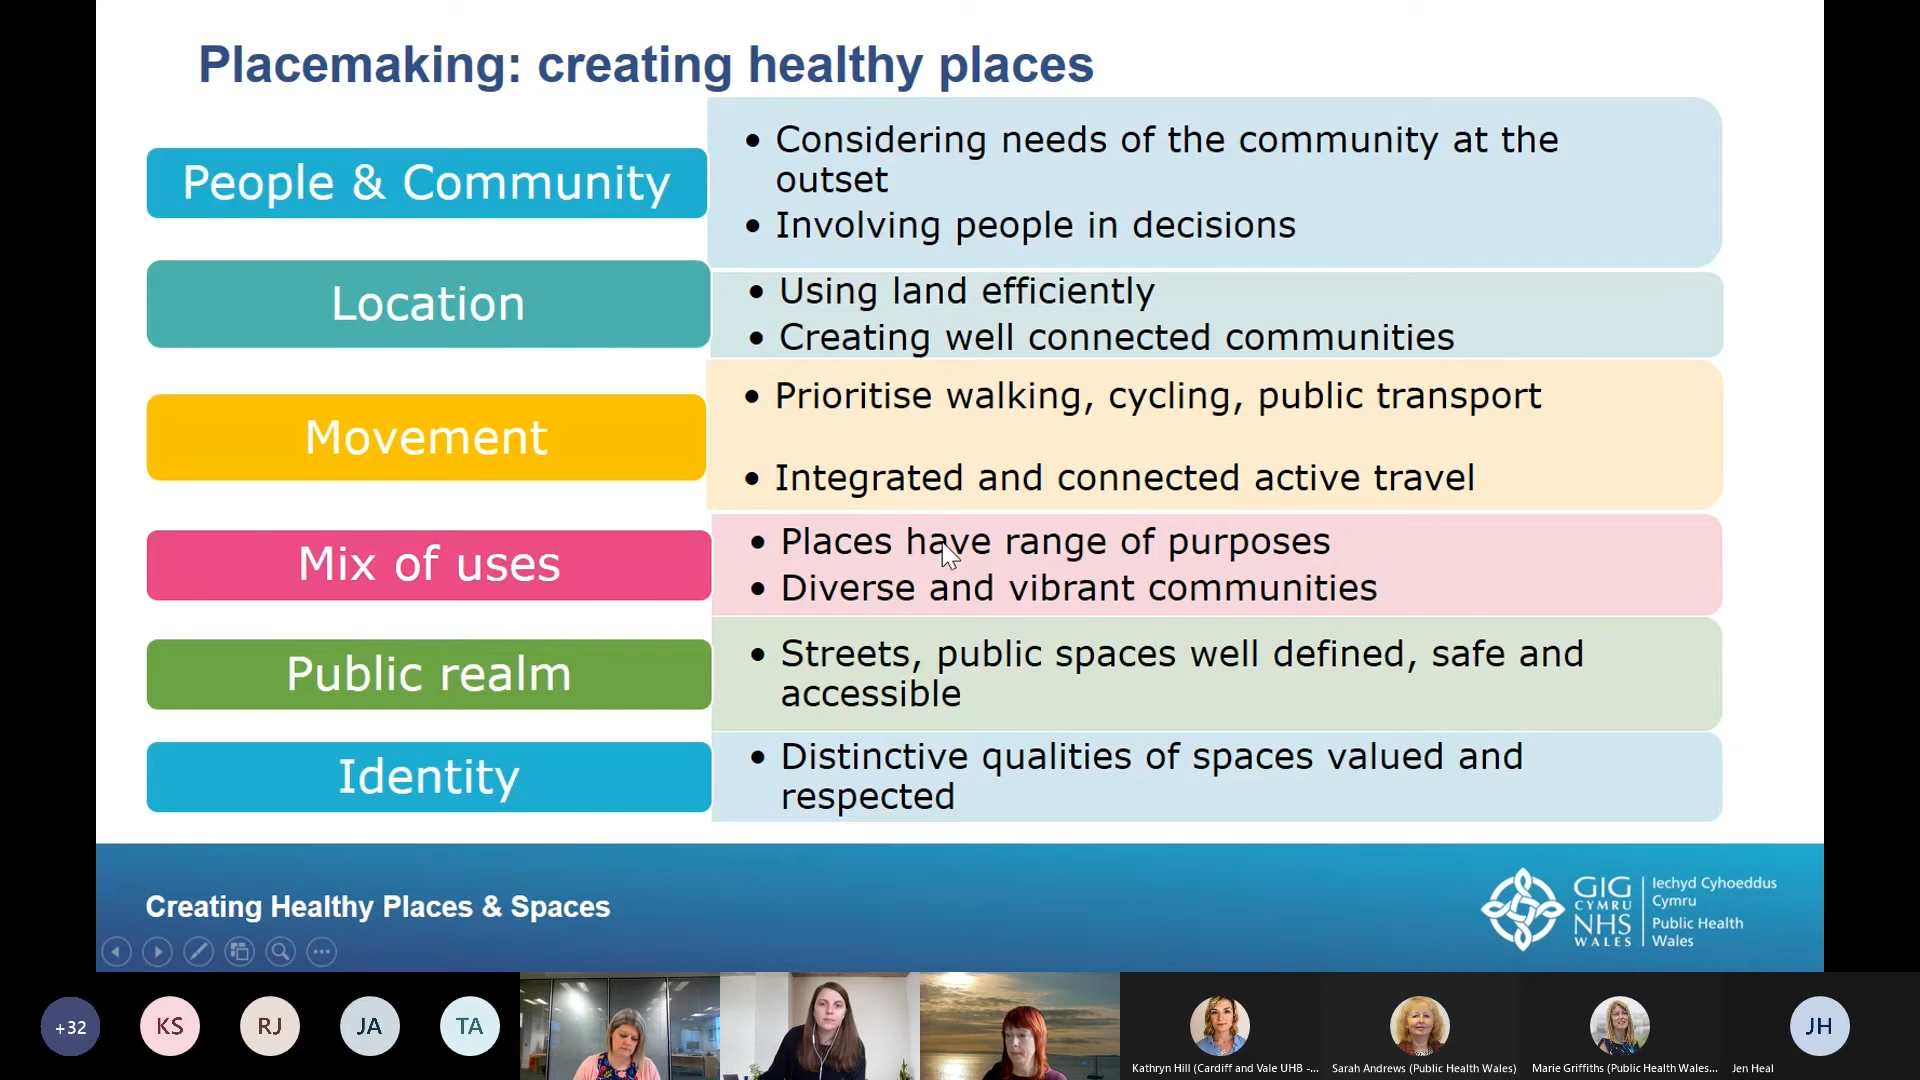 Placemaking: creating healthy places
People & Community
• Considering needs of the community at the
outset
• Involving people in decisions
Location
• Using land efficiently
• Creating well connected communities
Movement
• Prioritise walking, cycling, public transport
• Integrated and connected active travel
Mix of uses
• Places have range of purposes
• Diverse and vibrant communities
Public realm
• Streets, public spaces well defined, safe and
accessible
Identity
• Distinctive qualities of spaces valued and
respected
Creating Healthy Places & Spaces
GIG
CYMRU
NHS
WALES
Iechyd Cyhoeddus
Cymru
Public Health
Wales
+32
KS
RJ
JA
TA
JH
Kathryn Hill (Cardiff and Vale UHB -...
Sarah Andrews (Public Health Wales)
Marie Griffiths (Public Health Wales...
Jen Heal